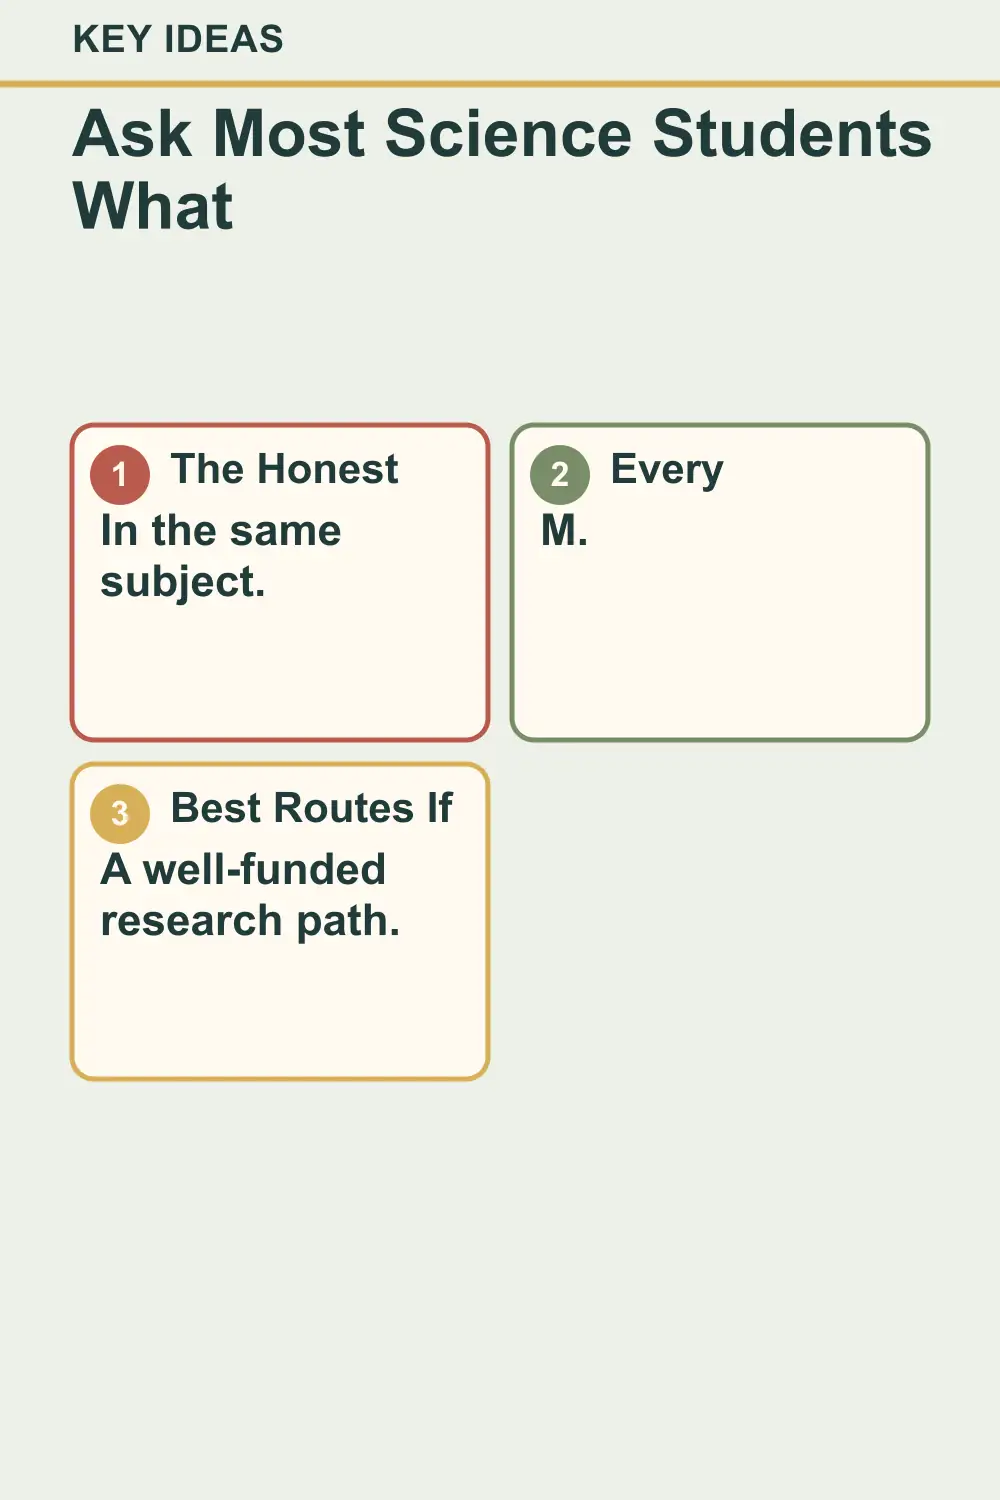 KEY IDEAS
Ask Most Science Students
What
1 The Honest
In the same
subject.
2 Every
M.
3 Best Routes If
A well-funded
research path.